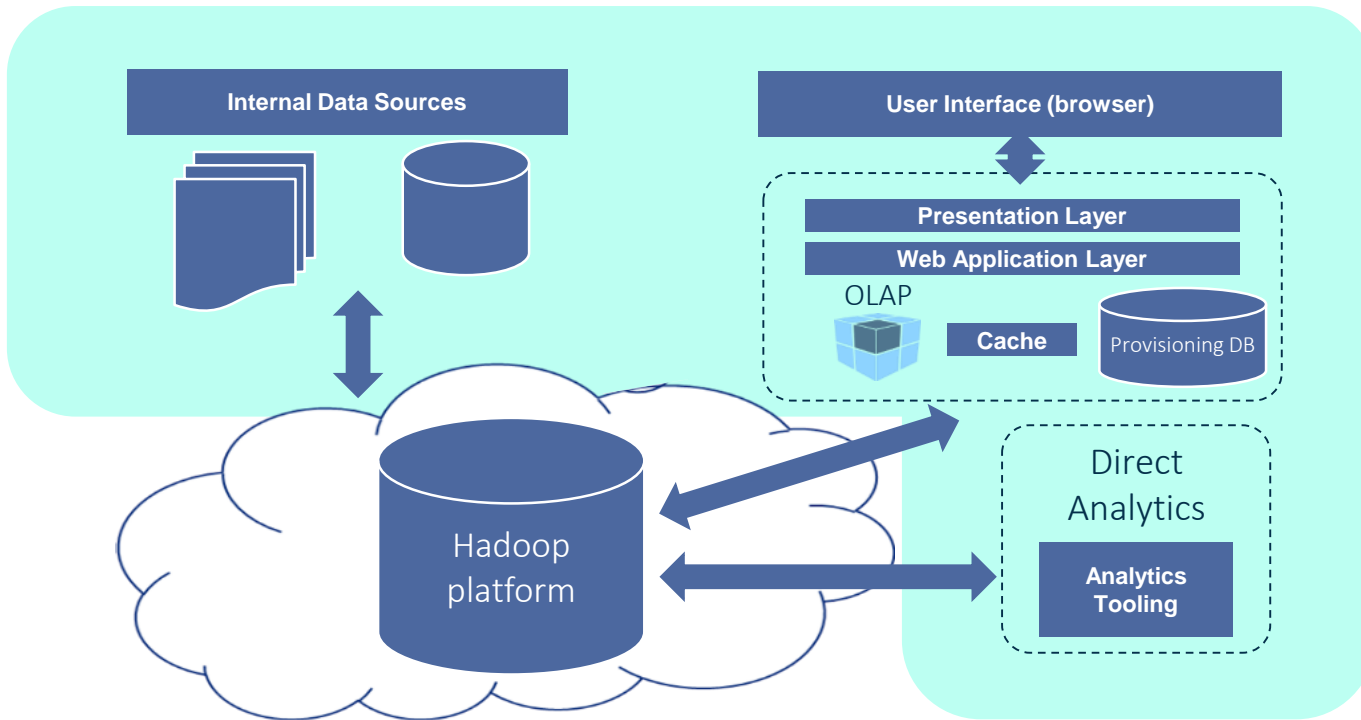 Internal Data Sources
User Interface (browser)
Presentation Layer
Web Application Layer
OLAP
Cache
Provisioning DB
Hadoop
platform
Direct
Analytics
Analytics
Tooling